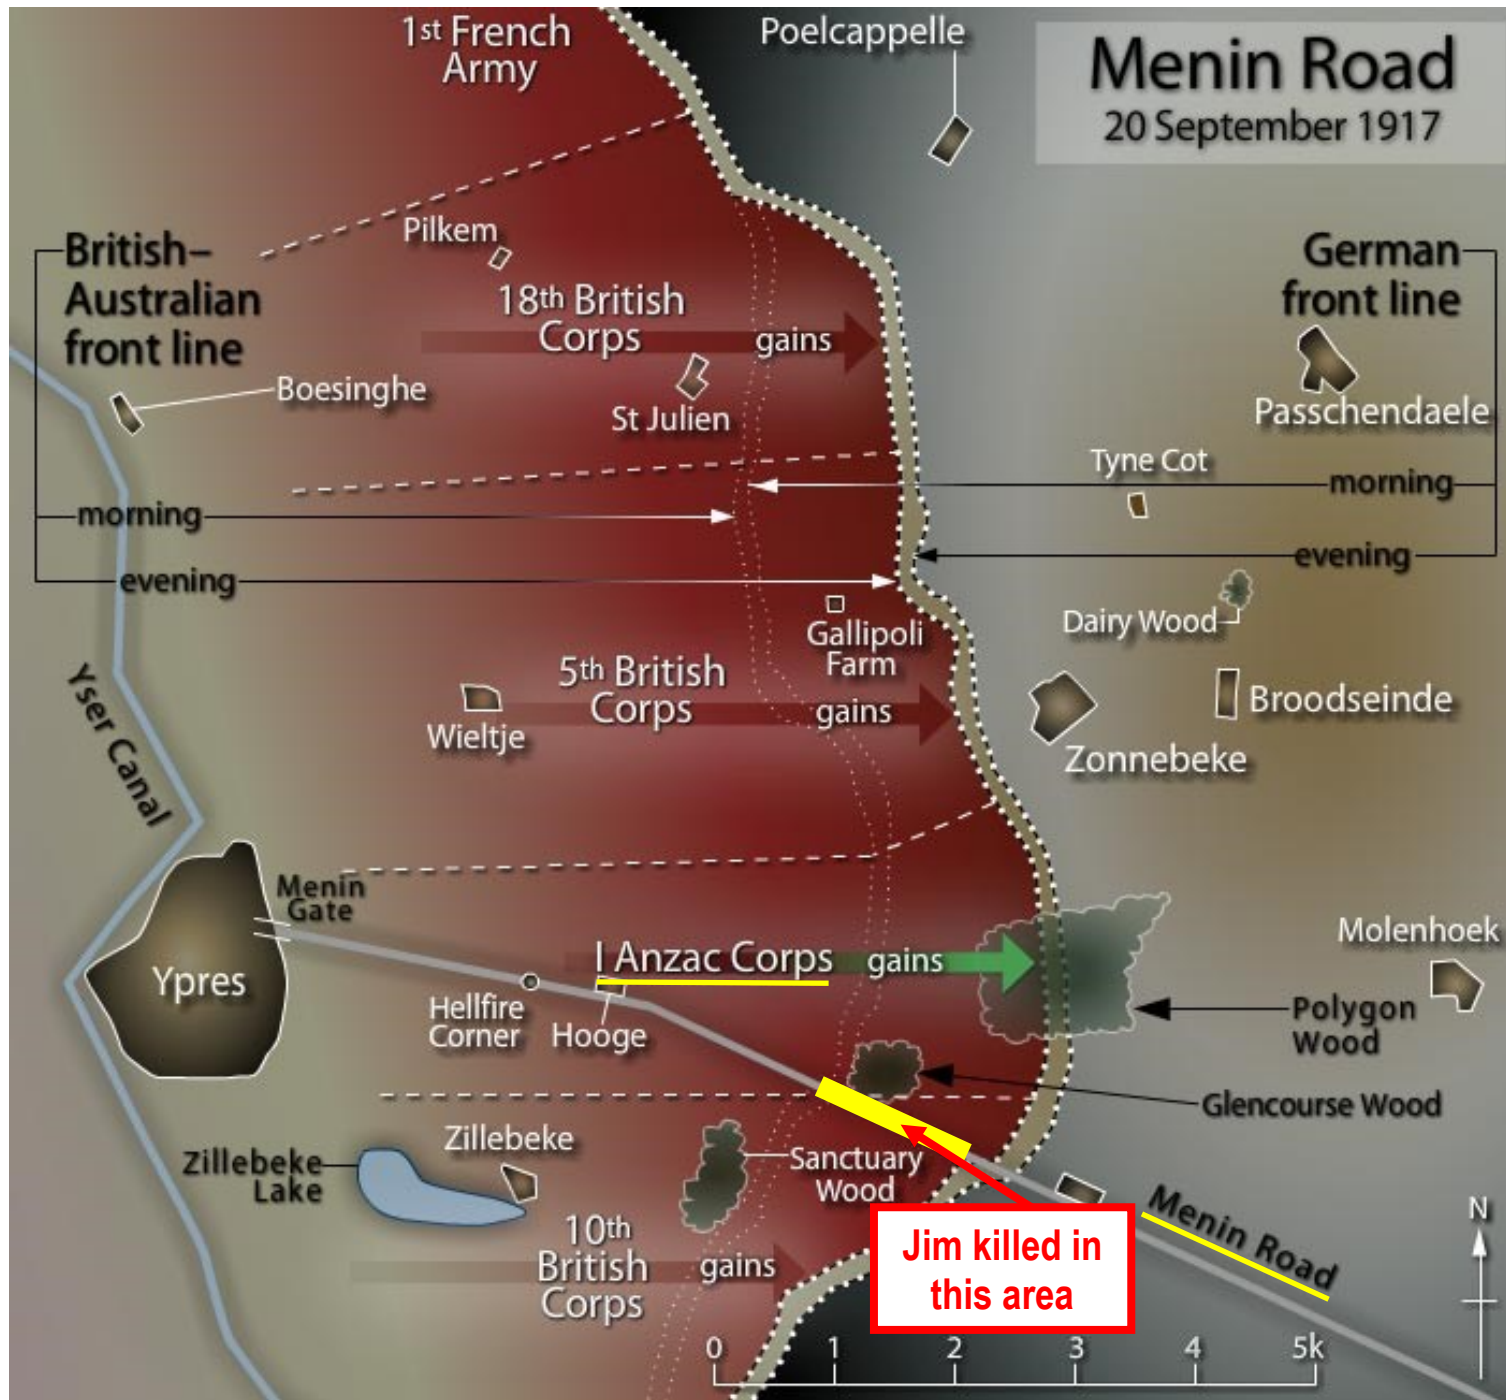 1st French
Army
Poelcappelle
Menin Road
20 September 1917
Pilkem
British–
Australian
front line
German
front line
18th British
Corps
gains
Boesinghe
St Julien
Passchendaele
Tyne Cot
morning
morning
evening
evening
Gallipoli
Farm
Dairy Wood
5th British
Corps
gains
Wieltje
Broodseinde
Zonnebeke
Yser Canal
Menin
Gate
Ypres
I Anzac Corps
gains
Molenhoek
Hellfire
Corner
Hooge
Polygon
Wood
Glencourse Wood
Zillebeke
Zillebeke
Lake
Sanctuary
Wood
Menin Road
10th
British
Corps
gains
Jim killed in
this area
N
0 1 2 3 4 5k